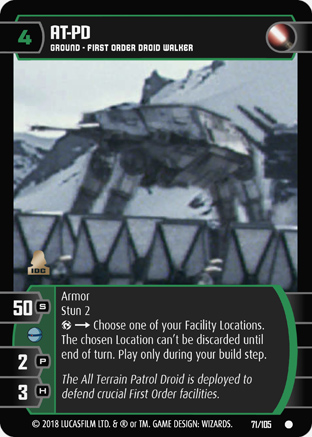 4
AT-PD
GROUND - FIRST ORDER DROID WALKER
IDC
50 S
2 P
3 H
Armor
Stun 2
Choose one of your Facility Locations.
The chosen Location can't be discarded until
end of turn. Play only during your build step.
The All Terrain Patrol Droid is deployed to
defend crucial First Order facilities.
© 2018 LUCASFILM LTD. & ® or TM. GAME DESIGN: WIZARDS.
71/105